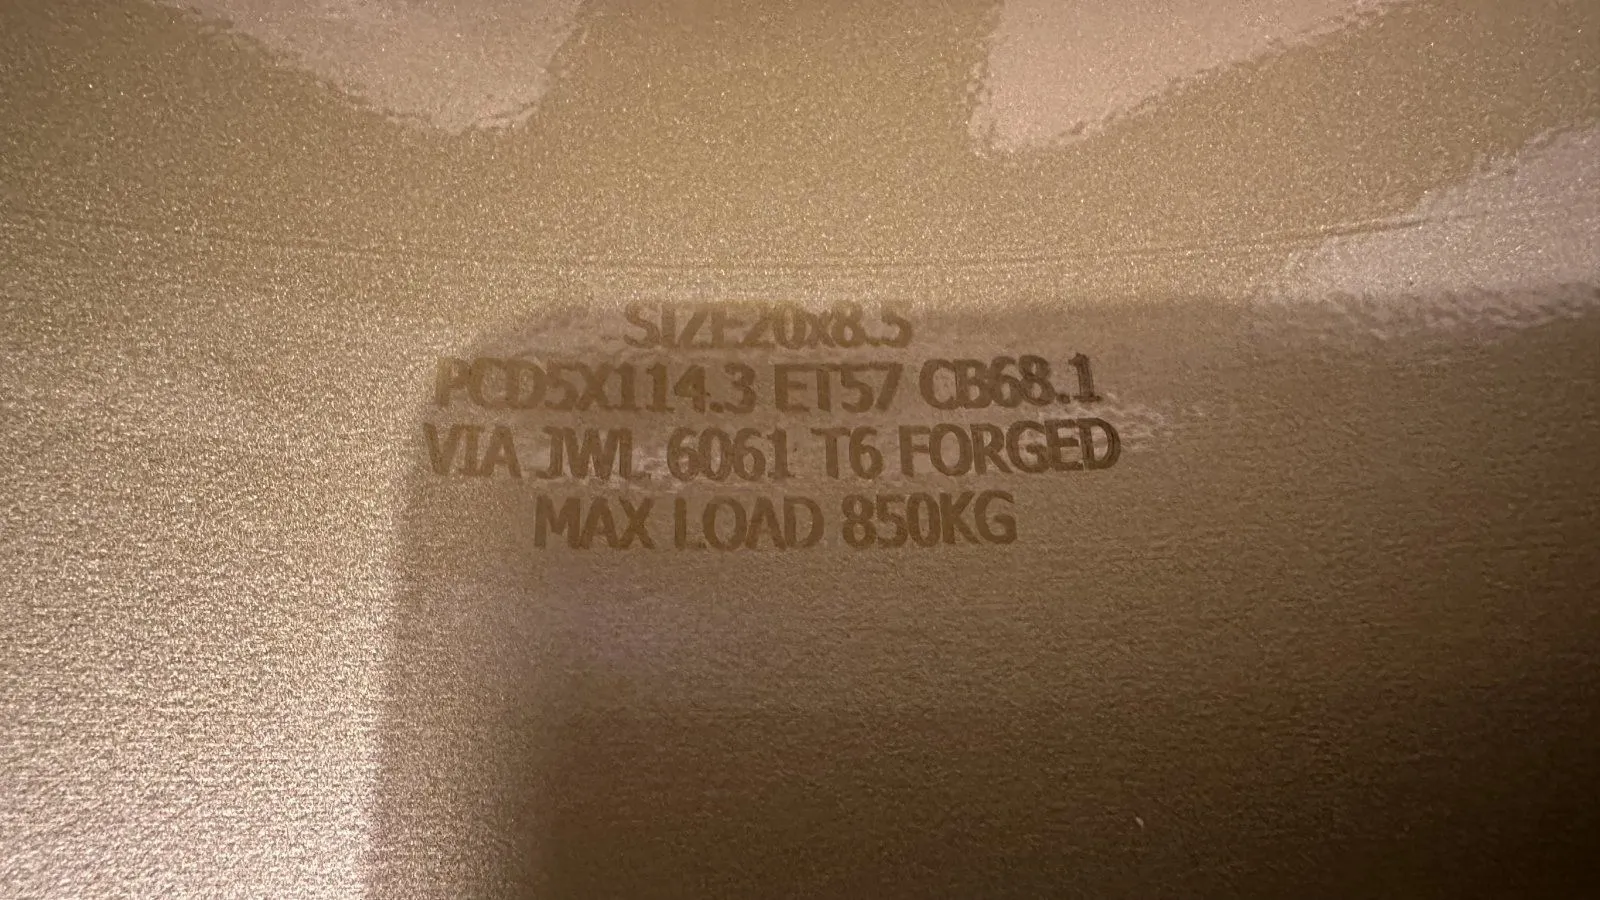 SIZE20x8.5
PCD5X114.3 ET57 CB68.1
VIA JWL 6061 T6 FORGED
MAX LOAD 850KG